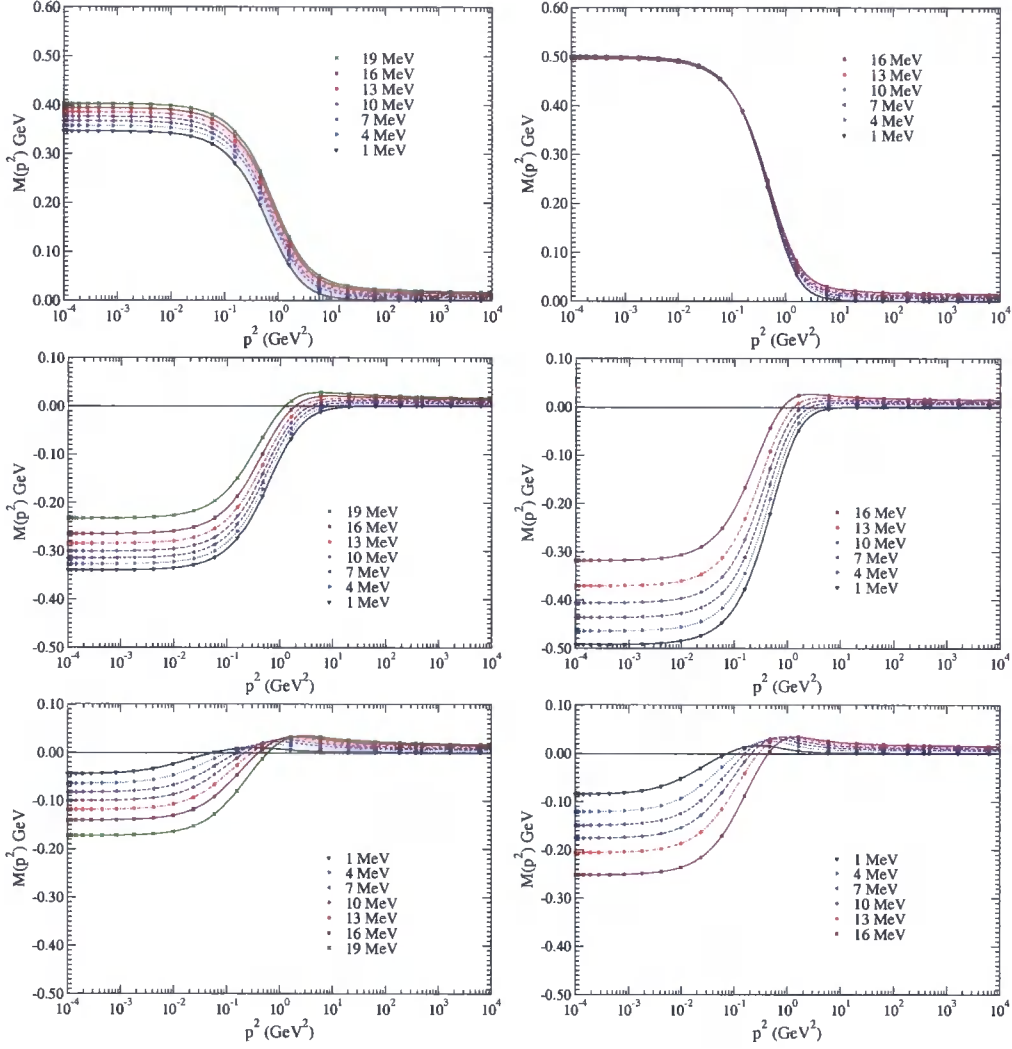 0.60
0.50
0.40
0.30
0.20
0.10
0.00
M(p²) GeV
19 MeV
16 MeV
13 MeV
10 MeV
7 MeV
4 MeV
1 MeV
10⁻⁴ 10⁻³ 10⁻² 10⁻¹ 10⁰ 10¹ 10² 10³ 10⁴
p² (GeV²)
0.60
0.50
0.40
0.30
0.20
0.10
0.00
M(p²) GeV
16 MeV
13 MeV
10 MeV
7 MeV
4 MeV
1 MeV
10⁻⁴ 10⁻³ 10⁻² 10⁻¹ 10⁰ 10¹ 10² 10³ 10⁴
p² (GeV²)
0.10
0.00
-0.10
-0.20
-0.30
-0.40
-0.50
M(p²) GeV
19 MeV
16 MeV
13 MeV
10 MeV
7 MeV
4 MeV
1 MeV
10⁻⁴ 10⁻³ 10⁻² 10⁻¹ 10⁰ 10¹ 10² 10³ 10⁴
p² (GeV²)
0.10
0.00
-0.10
-0.20
-0.30
-0.40
-0.50
M(p²) GeV
16 MeV
13 MeV
10 MeV
7 MeV
4 MeV
1 MeV
10⁻⁴ 10⁻³ 10⁻² 10⁻¹ 10⁰ 10¹ 10² 10³ 10⁴
p² (GeV²)
0.10
0.00
-0.10
-0.20
-0.30
-0.40
-0.50
M(p²) GeV
1 MeV
4 MeV
7 MeV
10 MeV
13 MeV
16 MeV
19 MeV
10⁻⁴ 10⁻³ 10⁻² 10⁻¹ 10⁰ 10¹ 10² 10³ 10⁴
p² (GeV²)
0.10
0.00
-0.10
-0.20
-0.30
-0.40
-0.50
M(p²) GeV
1 MeV
4 MeV
7 MeV
10 MeV
13 MeV
16 MeV
10⁻⁴ 10⁻³ 10⁻² 10⁻¹ 10⁰ 10¹ 10² 10³ 10⁴
p² (GeV²)